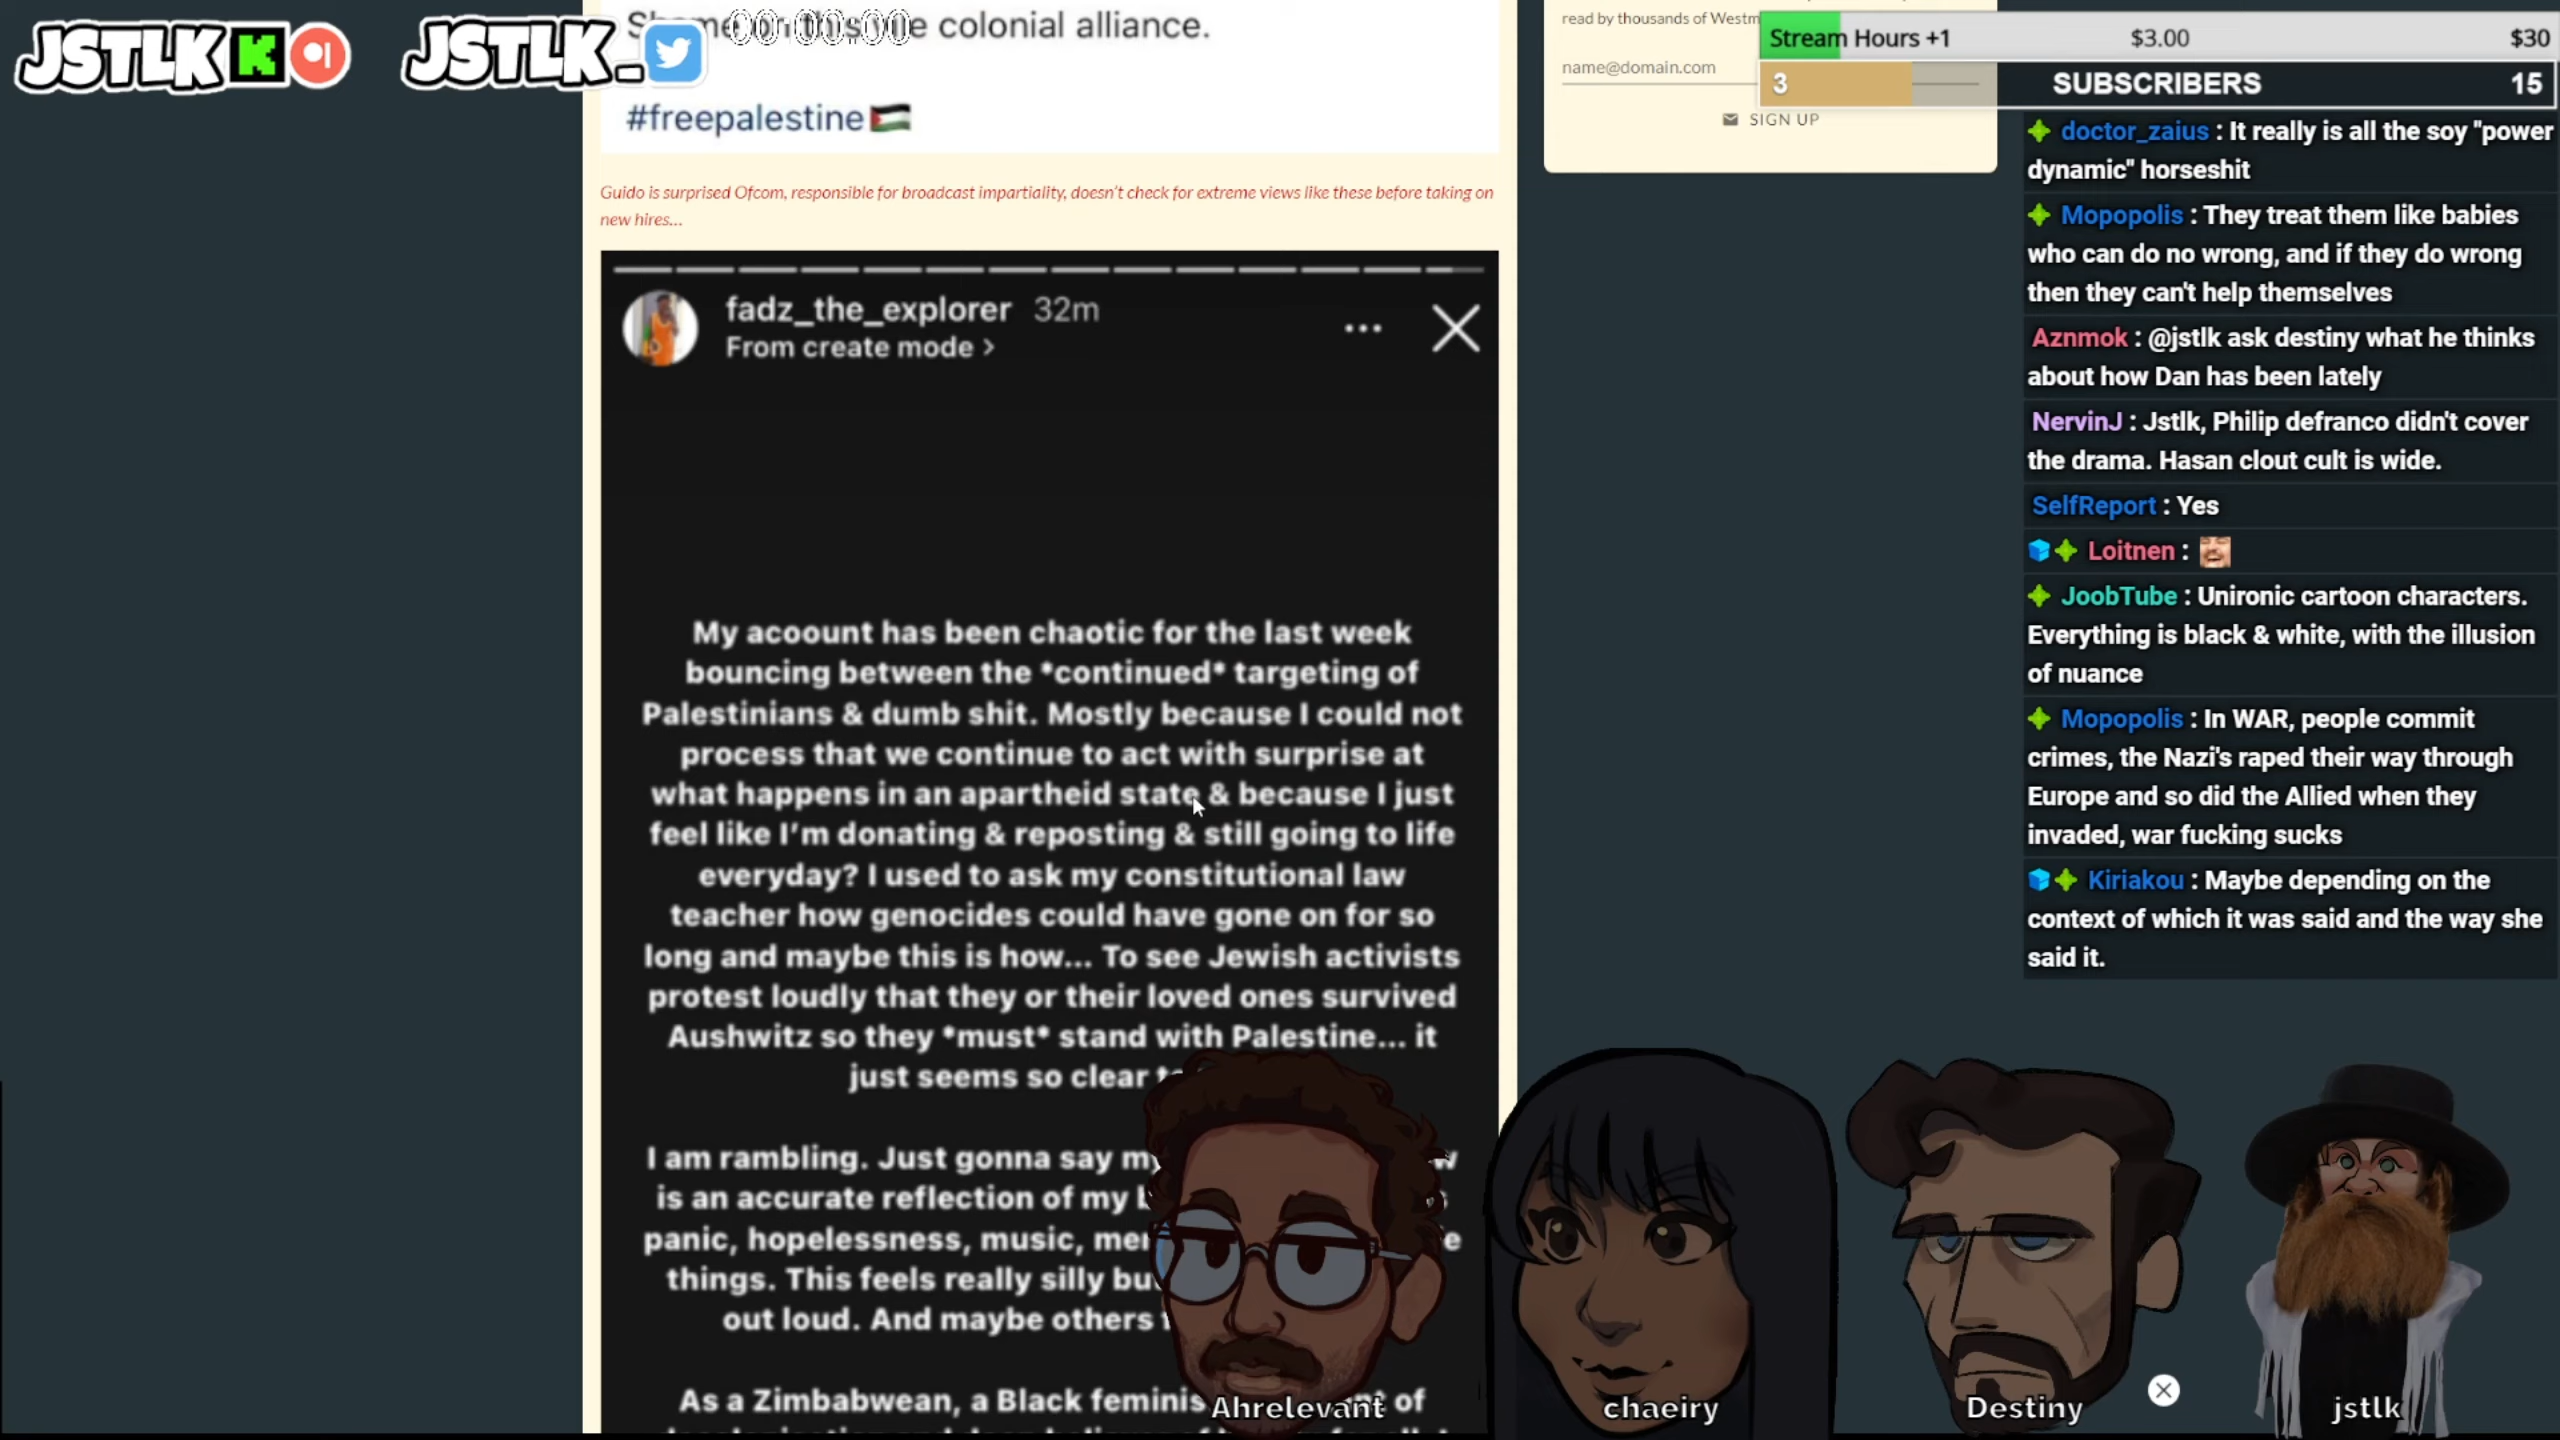 JSTLK K
JSTLK_
00:00:00
this vile colonial alliance.
#freepalestine
Guido is surprised Ofcom, responsible for broadcast impartiality, doesn't check for extreme views like these before taking on
new hires...
fadz_the_explorer 32m
From create mode >
My acoount has been chaotic for the last week
bouncing between the *continued* targeting of
Palestinians & dumb shit. Mostly because I could not
process that we continue to act with surprise at
what happens in an apartheid state & because I just
feel like I'm donating & reposting & still going to life
everyday? I used to ask my constitutional law
teacher how genocides could have gone on for so
long and maybe this is how... To see Jewish activists
protest loudly that they or their loved ones survived
Aushwitz so they *must* stand with Palestine... it
just seems so clear
I am rambling. Just gonna say
is an accurate reflection of my
panic, hopelessness, music,
things. This feels really silly
out loud. And maybe others
As a Zimbabwean, a Black of
read by thousands of
name@domain.com
SIGN UP
Stream Hours +1 $3.00 $30
3 SUBSCRIBERS 15
doctor_zaius : It really is all the soy "power
dynamic" horseshit
Mopopolis : They treat them like babies
who can do no wrong, and if they do wrong
then they can't help themselves
Aznmok : @jstlk ask destiny what he thinks
about how Dan has been lately
NervinJ : Jstlk, Philip defranco didn't cover
the drama. Hasan clout cult is wide.
SelfReport : Yes
Loitnen :
JoobTube : Unironic cartoon characters.
Everything is black & white, with the illusion
of nuance
Mopopolis : In WAR, people commit
crimes, the Nazi's raped their way through
Europe and so did the Allied when they
invaded, war fucking sucks
Kiriakou : Maybe depending on the
context of which it was said and the way she
said it.
Ahrelevant
chaeiry
Destiny
jstlk